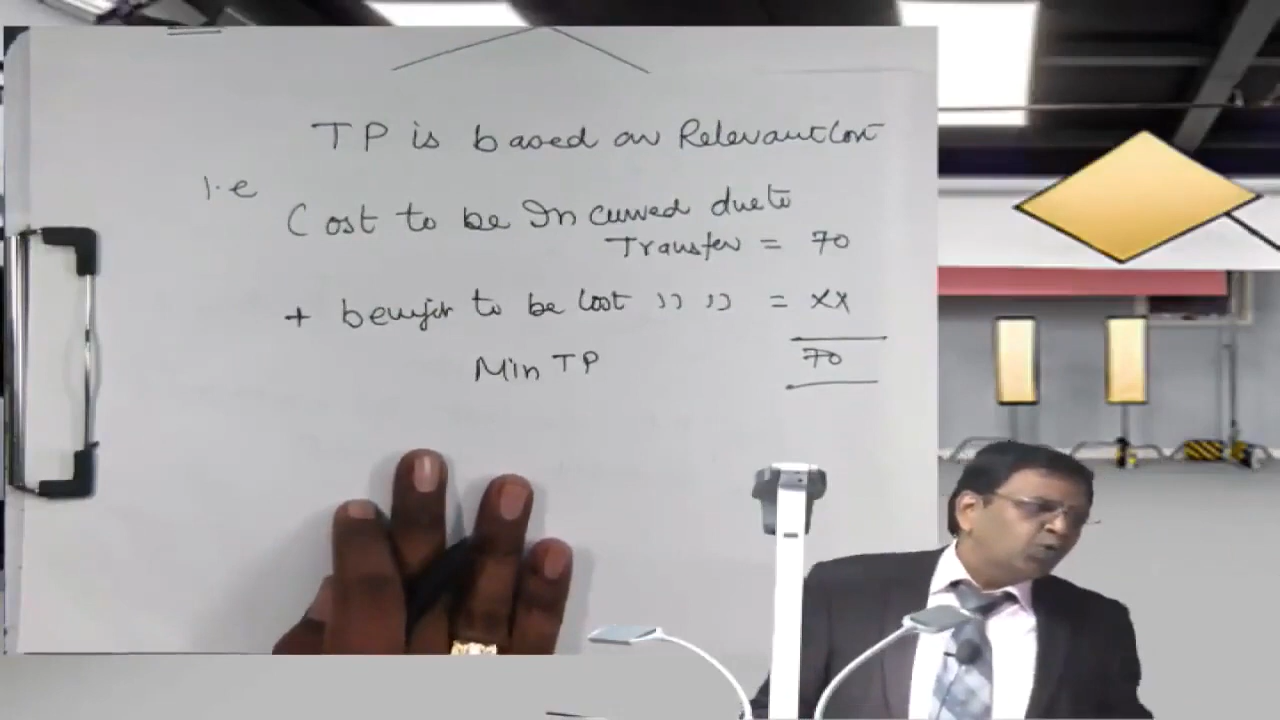 TP is based on Relevant Cost
i.e
Cost to be Incurred due to
Transfer = 70
+ benefit to be lost " " = XX
Min TP 70